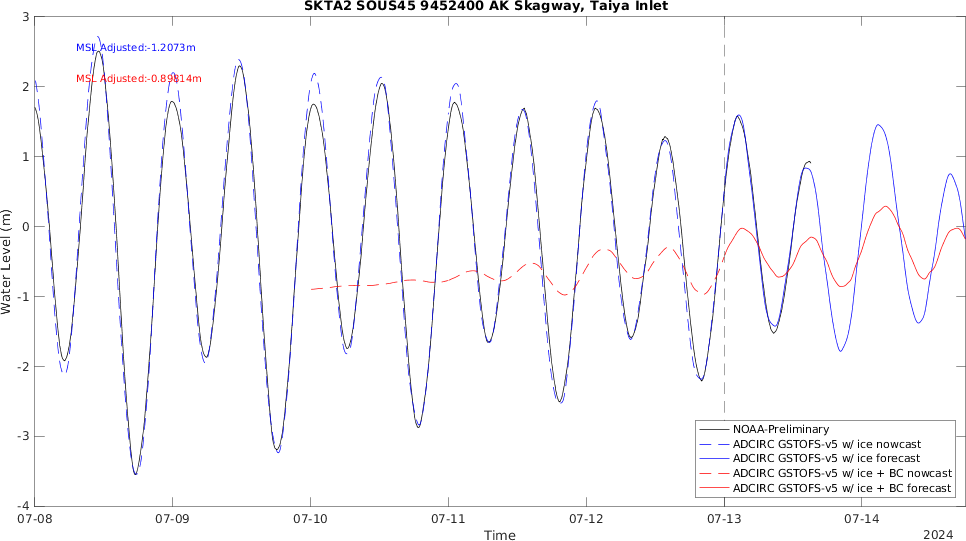 SKTA2 SOUS45 9452400 AK Skagway, Taiya Inlet
MSL Adjusted:-1.2073m
MSL Adjusted:-0.89814m
3
2
1
0
-1
-2
-3
-4
Water Level (m)
NOAA-Preliminary
ADCIRC GSTOFS-v5 w/ ice nowcast
ADCIRC GSTOFS-v5 w/ ice forecast
ADCIRC GSTOFS-v5 w/ ice + BC nowcast
ADCIRC GSTOFS-v5 w/ ice + BC forecast
07-08 07-09 07-10 07-11 07-12 07-13 07-14
Time
2024